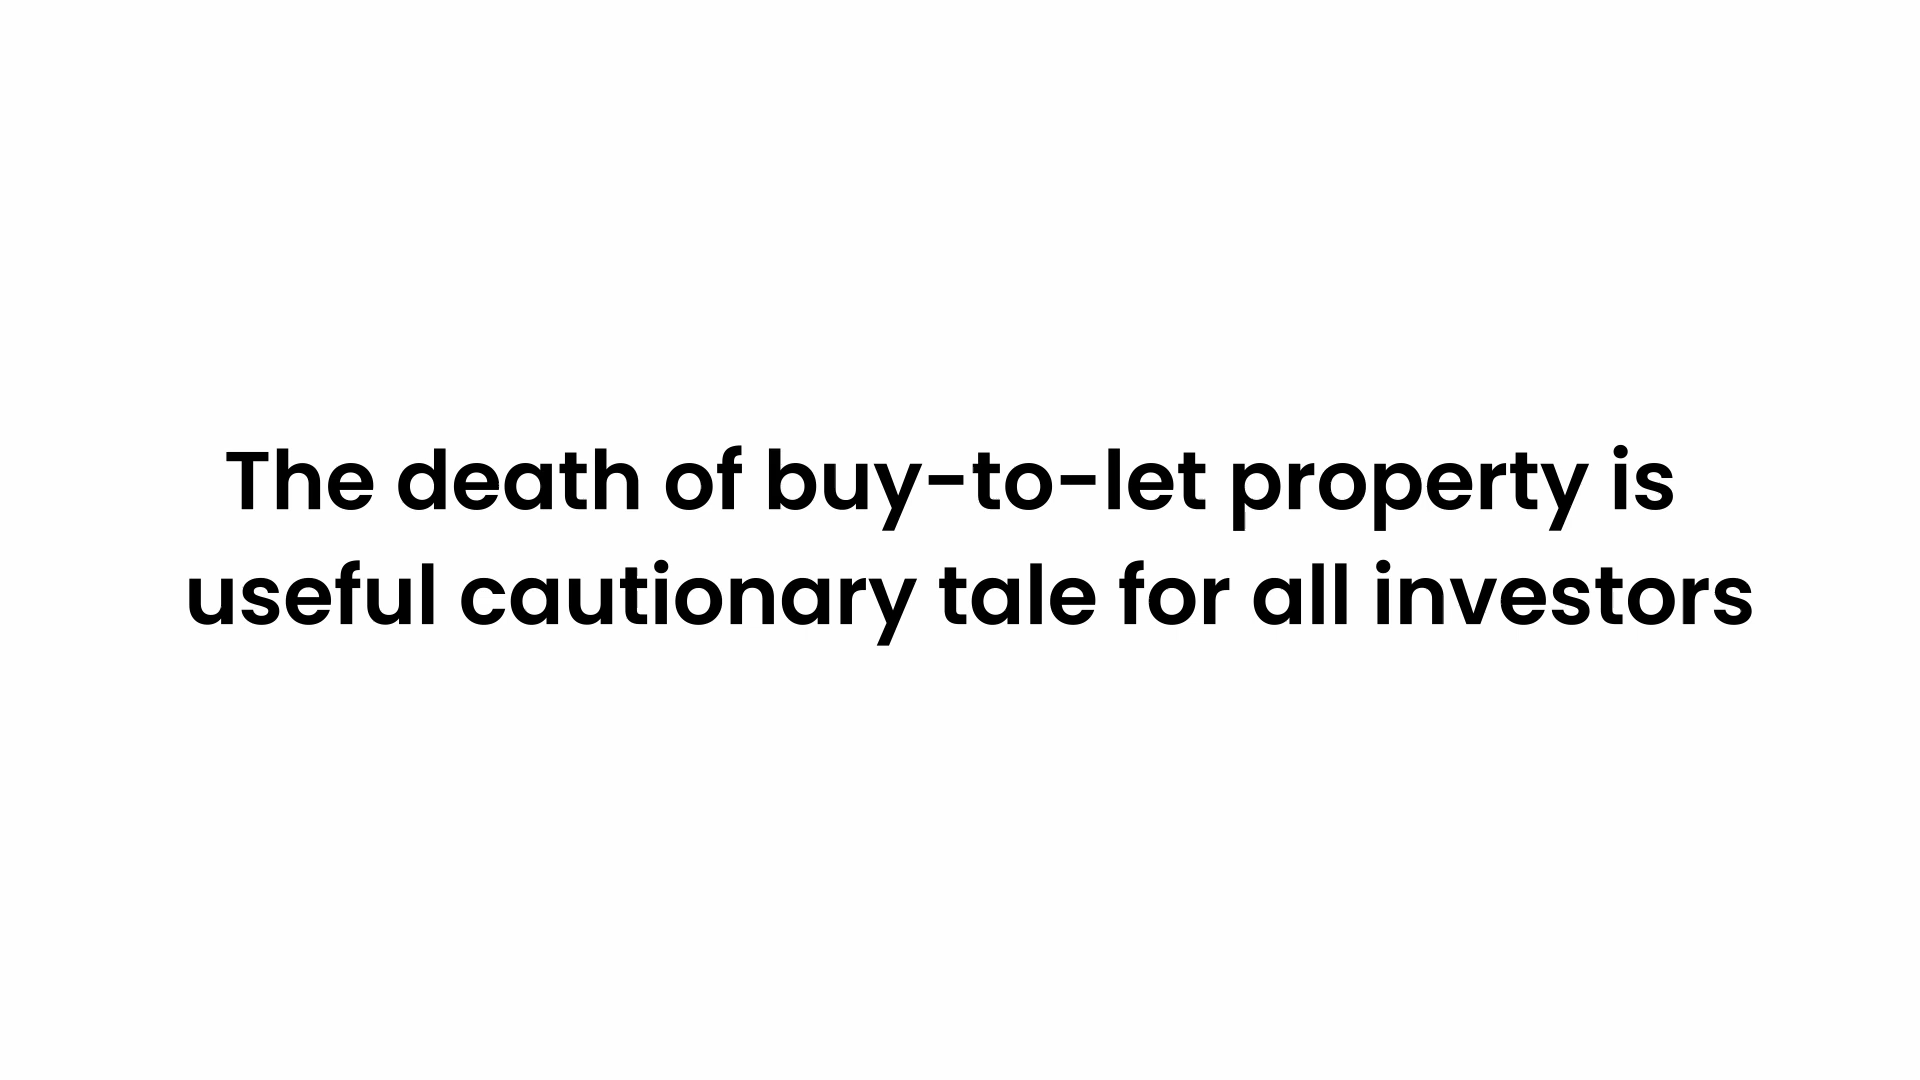 The death of buy-to-let property is
useful cautionary tale for all investors